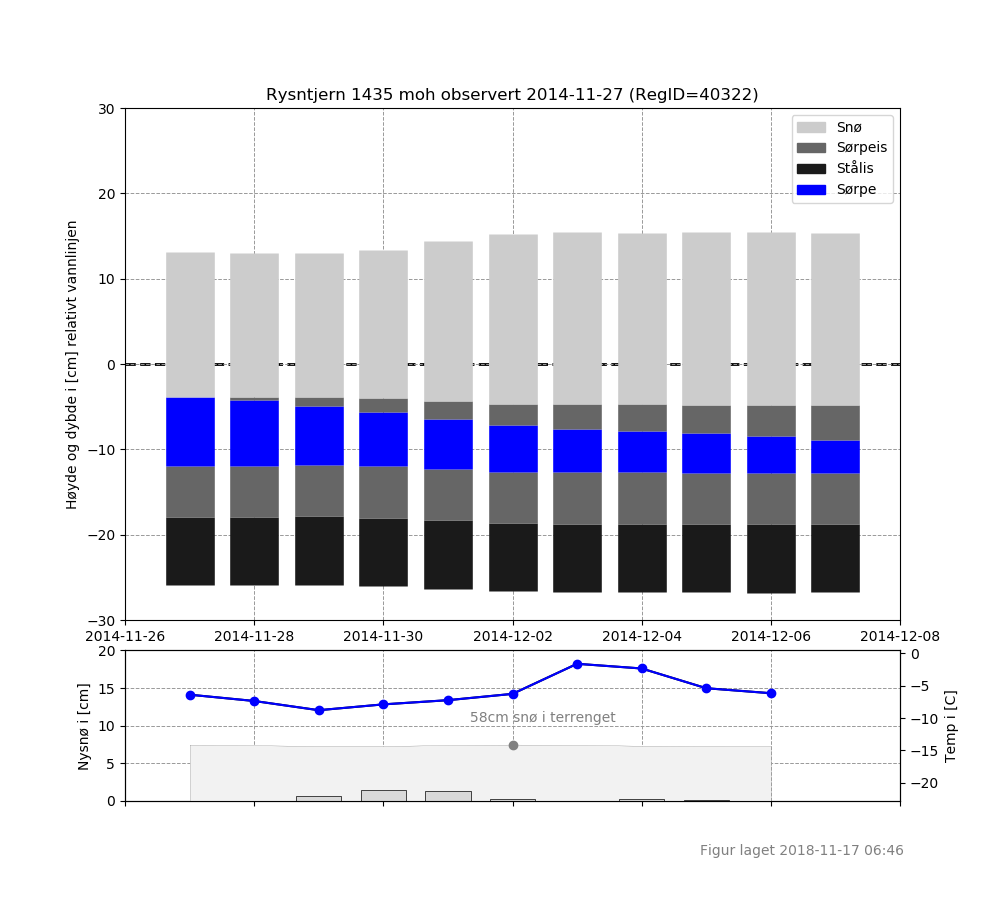 Rysntjern 1435 moh observert 2014-11-27 (RegID=40322)
30
20
10
0
−10
−20
−30
Høyde og dybde i [cm] relativt vannlinjen
Snø
Sørpeis
Stålis
Sørpe
2014-11-26
2014-11-28
2014-11-30
2014-12-02
2014-12-04
2014-12-06
2014-12-08
20
15
10
5
0
Nysnø i [cm]
58cm snø i terrenget
0
−5
−10
−15
−20
Temp i [C]
Figur laget 2018-11-17 06:46